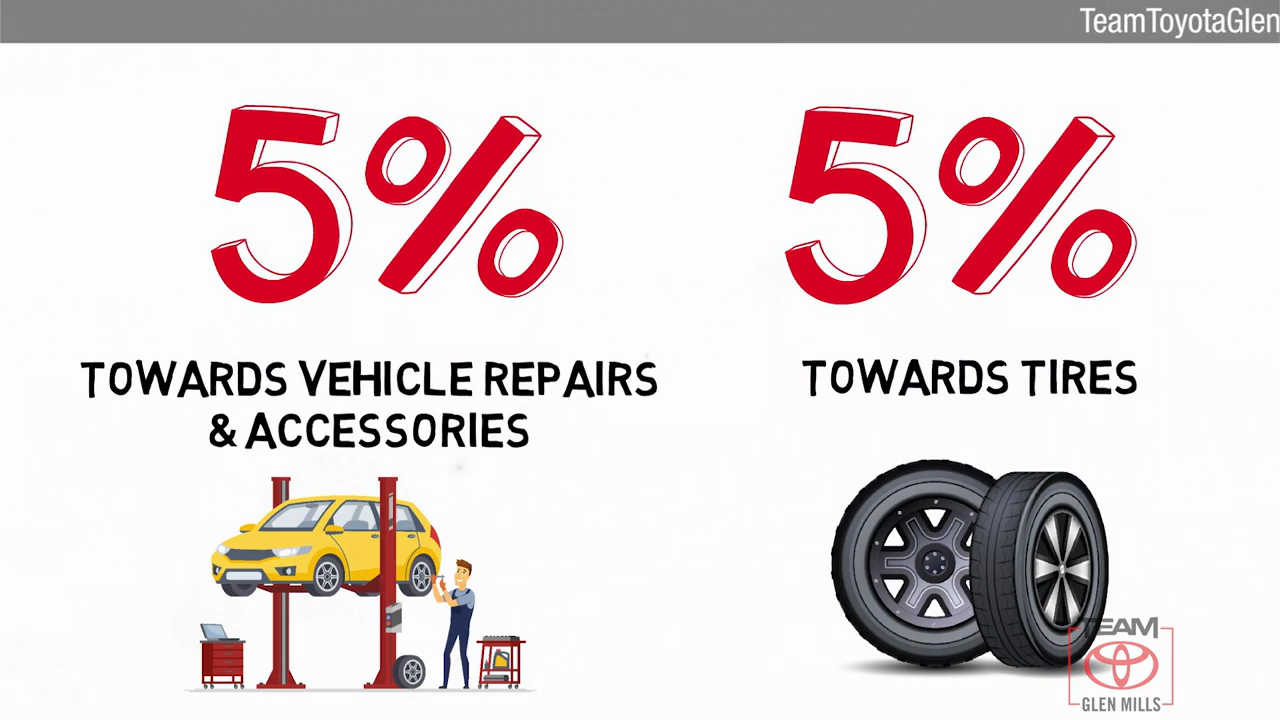 TeamToyotaGlen
5% 5%
TOWARDS VEHICLE REPAIRS
& ACCESSORIES
TOWARDS TIRES
TEAM
GLEN MILLS